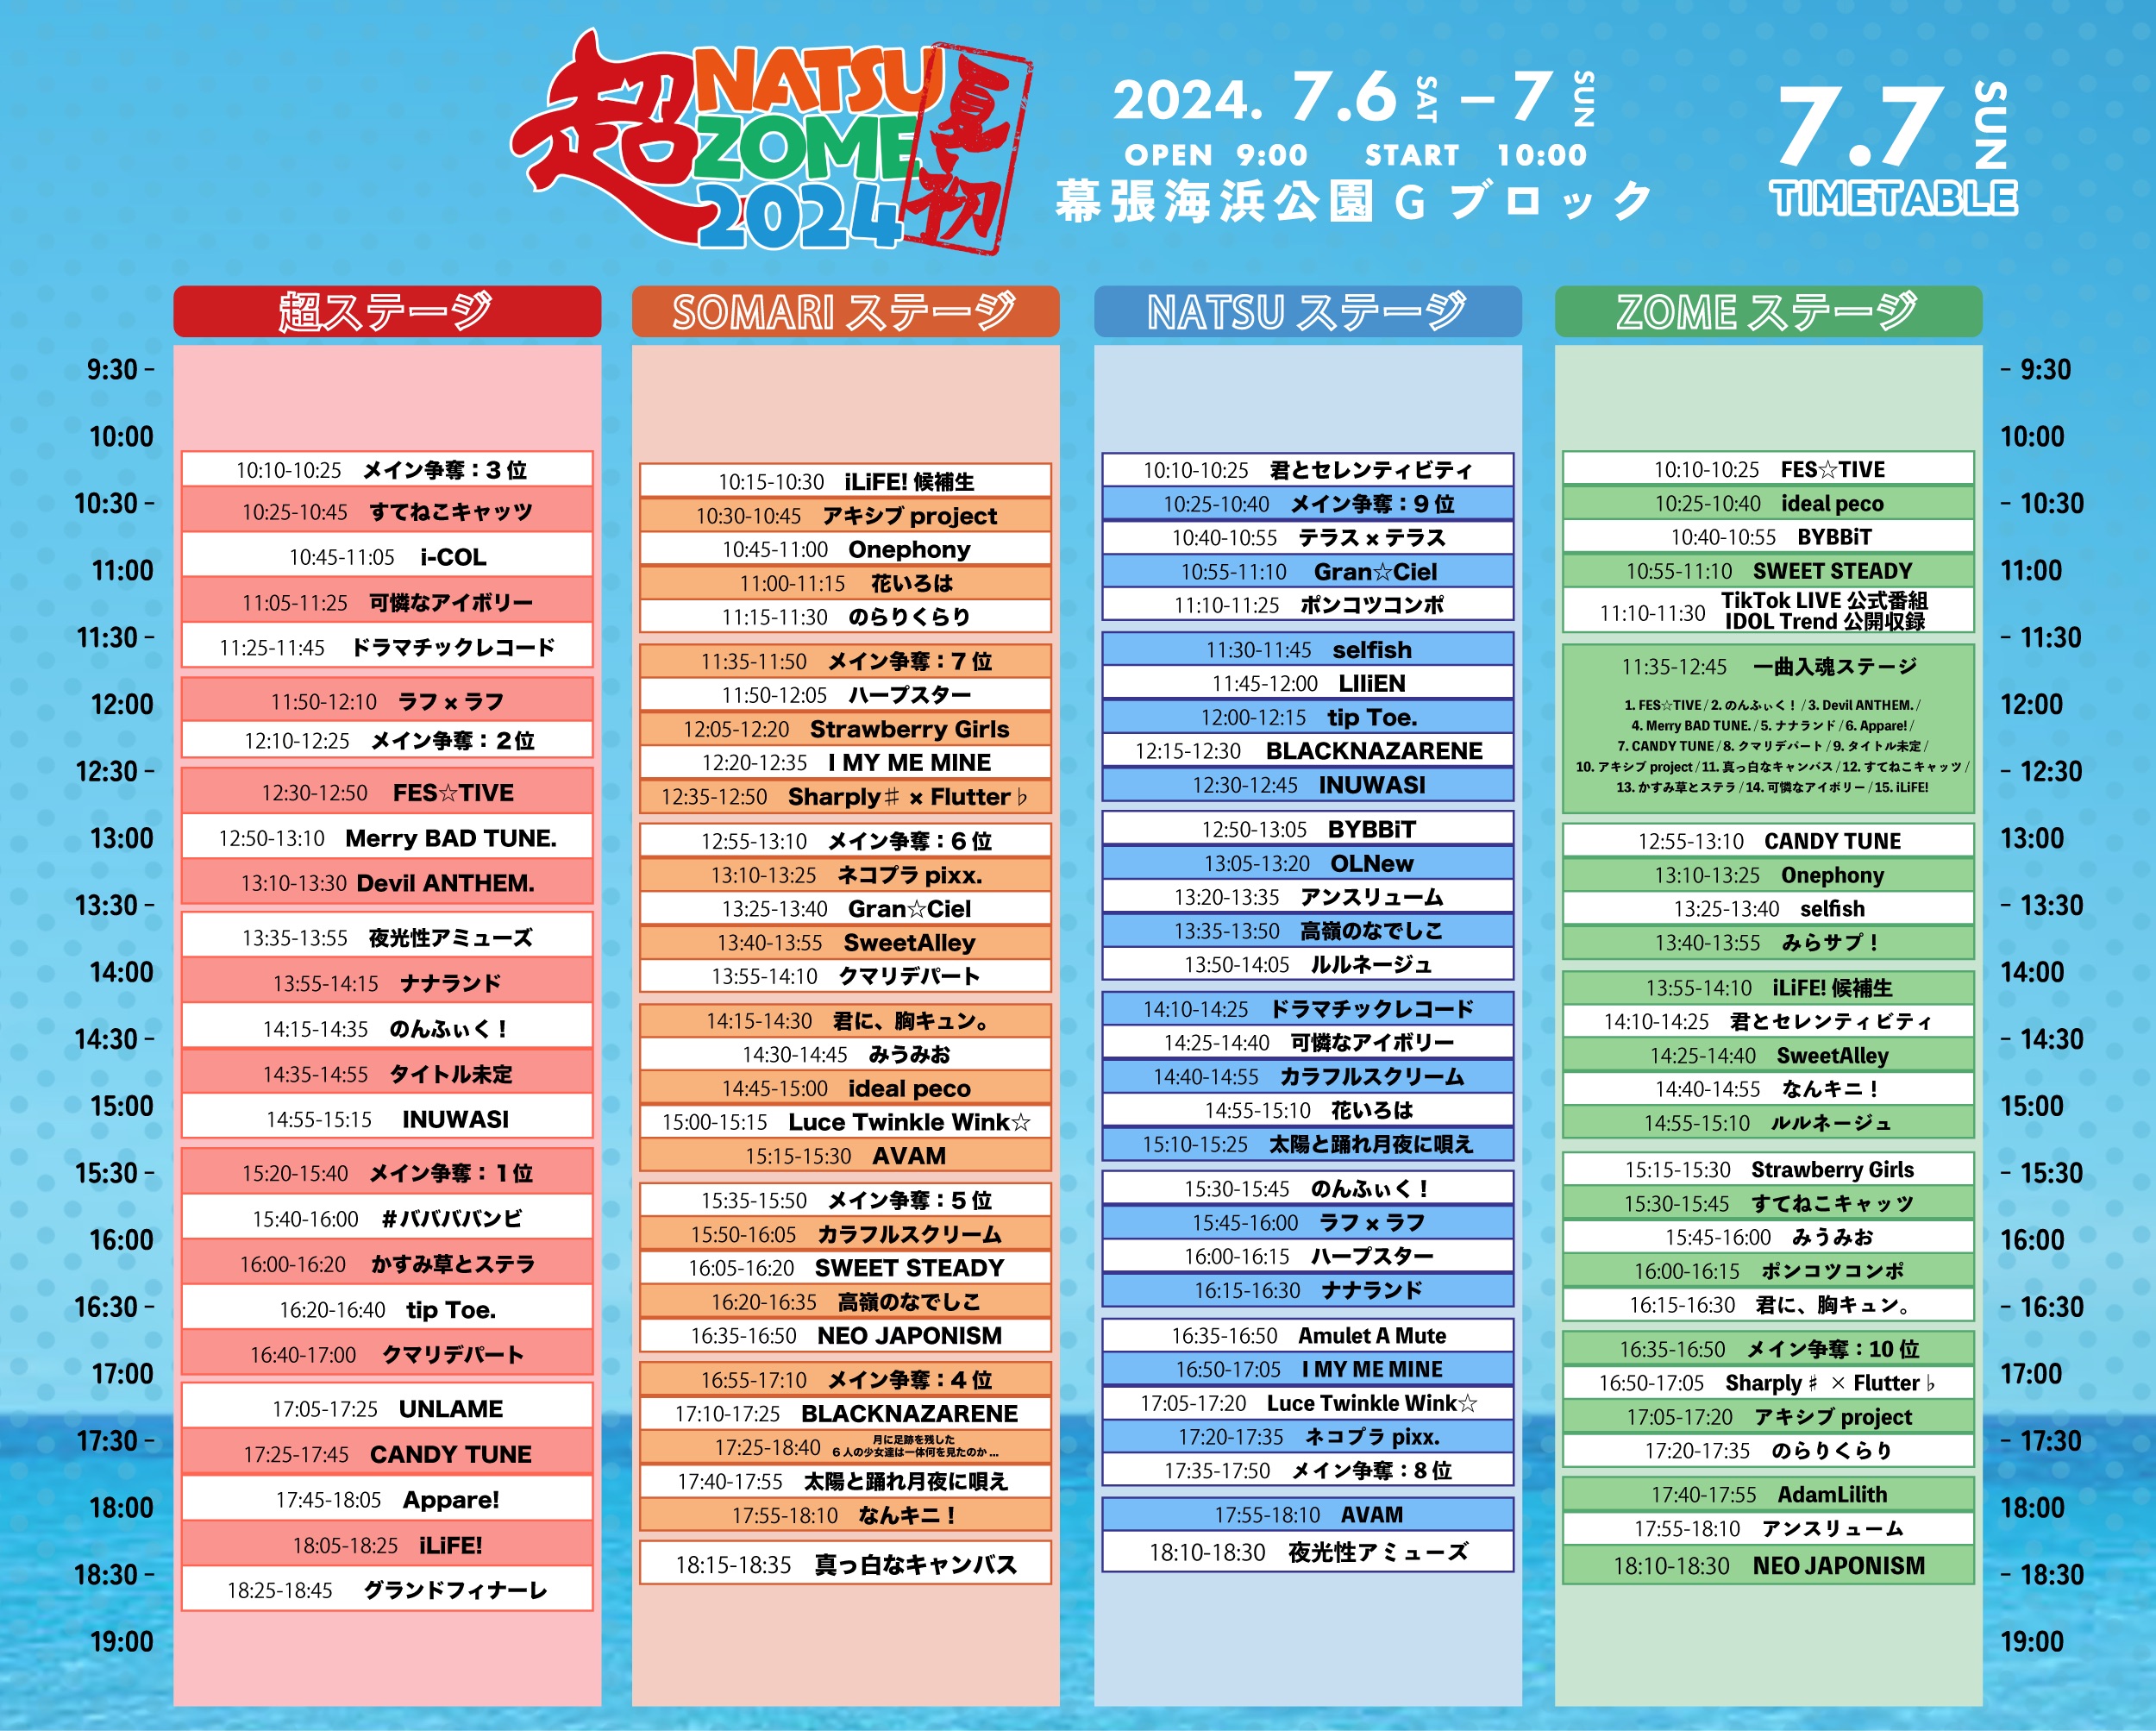 超 NATSU ZOME 2024 夏、初
2024. 7.6 SAT – 7 SUN
OPEN 9:00 START 10:00
幕張海浜公園 G ブロック
7.7 SUN
TIMETABLE
超ステージ
10:10-10:25 メイン争奪：3 位
10:25-10:45 すてねこキャッツ
10:45-11:05 i-COL
11:05-11:25 可憐なアイボリー
11:25-11:45 ドラマチックレコード
11:50-12:10 ラフ × ラフ
12:10-12:25 メイン争奪：2 位
12:30-12:50 FES☆TIVE
12:50-13:10 Merry BAD TUNE.
13:10-13:30 Devil ANTHEM.
13:35-13:55 夜光性アミューズ
13:55-14:15 ナナランド
14:15-14:35 のんふぃく！
14:35-14:55 タイトル未定
14:55-15:15 INUWASI
15:20-15:40 メイン争奪：1 位
15:40-16:00 #ババババンビ
16:00-16:20 かすみ草とステラ
16:20-16:40 tip Toe.
16:40-17:00 クマリデパート
17:05-17:25 UNLAME
17:25-17:45 CANDY TUNE
17:45-18:05 Appare!
18:05-18:25 iLiFE!
18:25-18:45 グランドフィナーレ
SOMARI ステージ
10:15-10:30 iLiFE! 候補生
10:30-10:45 アキシブ project
10:45-11:00 Onephony
11:00-11:15 花いろは
11:15-11:30 のらりくらり
11:35-11:50 メイン争奪：7 位
11:50-12:05 ハープスター
12:05-12:20 Strawberry Girls
12:20-12:35 I MY ME MINE
12:35-12:50 Sharply♯ × Flutter♭
12:55-13:10 メイン争奪：6 位
13:10-13:25 ネコプラ pixx.
13:25-13:40 Gran☆Ciel
13:40-13:55 SweetAlley
13:55-14:10 クマリデパート
14:15-14:30 君に、胸キュン。
14:30-14:45 みうみお
14:45-15:00 ideal peco
15:00-15:15 Luce Twinkle Wink☆
15:15-15:30 AVAM
15:35-15:50 メイン争奪：5 位
15:50-16:05 カラフルスクリーム
16:05-16:20 SWEET STEADY
16:20-16:35 高嶺のなでしこ
16:35-16:50 NEO JAPONISM
16:55-17:10 メイン争奪：4 位
17:10-17:25 BLACKNAZARENE
17:25-18:40 月に足跡を残した
６人の少女達は一体何を見たのか...
17:40-17:55 太陽と踊れ月夜に唄え
17:55-18:10 なんキニ！
18:15-18:35 真っ白なキャンバス
NATSU ステージ
10:10-10:25 君とセレンティビティ
10:25-10:40 メイン争奪：9 位
10:40-10:55 テラス × テラス
10:55-11:10 Gran☆Ciel
11:10-11:25 ポンコツコンポ
11:30-11:45 selfish
11:45-12:00 LIliEN
12:00-12:15 tip Toe.
12:15-12:30 BLACKNAZARENE
12:30-12:45 INUWASI
12:50-13:05 BYBBiT
13:05-13:20 OLNew
13:20-13:35 アンスリューム
13:35-13:50 高嶺のなでしこ
13:50-14:05 ルルネージュ
14:10-14:25 ドラマチックレコード
14:25-14:40 可憐なアイボリー
14:40-14:55 カラフルスクリーム
14:55-15:10 花いろは
15:10-15:25 太陽と踊れ月夜に唄え
15:30-15:45 のんふぃく！
15:45-16:00 ラフ × ラフ
16:00-16:15 ハープスター
16:15-16:30 ナナランド
16:35-16:50 Amulet A Mute
16:50-17:05 I MY ME MINE
17:05-17:20 Luce Twinkle Wink☆
17:20-17:35 ネコプラ pixx.
17:35-17:50 メイン争奪：8 位
17:55-18:10 AVAM
18:10-18:30 夜光性アミューズ
ZOME ステージ
10:10-10:25 FES☆TIVE
10:25-10:40 ideal peco
10:40-10:55 BYBBiT
10:55-11:10 SWEET STEADY
11:10-11:30 TikTok LIVE 公式番組
IDOL Trend 公開収録
11:35-12:45 一曲入魂ステージ
1. FES☆TIVE / 2. のんふぃく！ / 3. Devil ANTHEM. /
4. Merry BAD TUNE. / 5. ナナランド / 6. Appare! /
7. CANDY TUNE / 8. クマリデパート / 9. タイトル未定 /
10. アキシブ project / 11. 真っ白なキャンバス / 12. すてねこキャッツ /
13. かすみ草とステラ / 14. 可憐なアイボリー / 15. iLiFE!
12:55-13:10 CANDY TUNE
13:10-13:25 Onephony
13:25-13:40 selfish
13:40-13:55 みらサプ！
13:55-14:10 iLiFE! 候補生
14:10-14:25 君とセレンティビティ
14:25-14:40 SweetAlley
14:40-14:55 なんキニ！
14:55-15:10 ルルネージュ
15:15-15:30 Strawberry Girls
15:30-15:45 すてねこキャッツ
15:45-16:00 みうみお
16:00-16:15 ポンコツコンポ
16:15-16:30 君に、胸キュン。
16:35-16:50 メイン争奪：10 位
16:50-17:05 Sharply♯ × Flutter♭
17:05-17:20 アキシブ project
17:20-17:35 のらりくらり
17:40-17:55 AdamLilith
17:55-18:10 アンスリューム
18:10-18:30 NEO JAPONISM
9:30 –
10:00
10:30 –
11:00
11:30 –
12:00
12:30 –
13:00
13:30 –
14:00
14:30 –
15:00
15:30 –
16:00
16:30 –
17:00
17:30 –
18:00
18:30 –
19:00
– 9:30
10:00
– 10:30
11:00
– 11:30
12:00
– 12:30
13:00
– 13:30
14:00
– 14:30
15:00
– 15:30
16:00
– 16:30
17:00
– 17:30
18:00
– 18:30
19:00